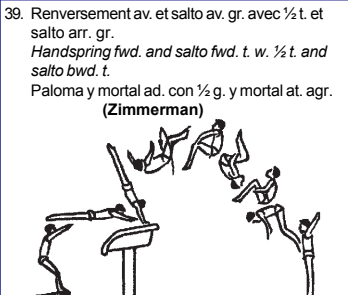 39. Renversement av. et salto av. gr. avec ½ t. et
salto arr. gr.
Handspring fwd. and salto fwd. t. w. ½ t. and
salto bwd. t.
Paloma y mortal ad. con ½ g. y mortal at. agr.
(Zimmerman)